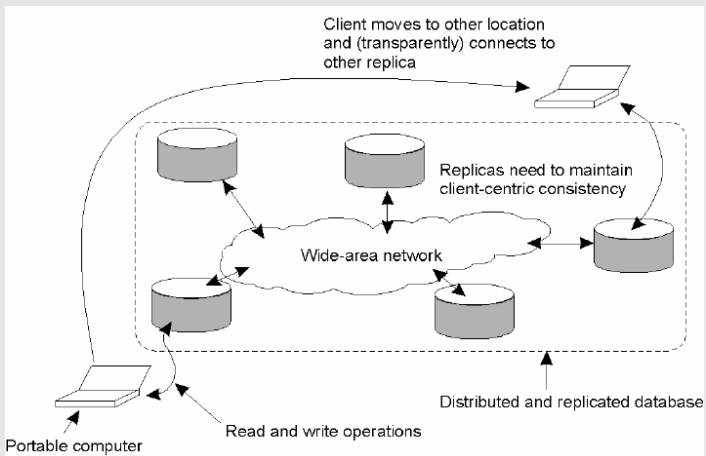 Client moves to other location
and (transparently) connects to
other replica
Replicas need to maintain
client-centric consistency
Wide-area network
Distributed and replicated database
Read and write operations
Portable computer